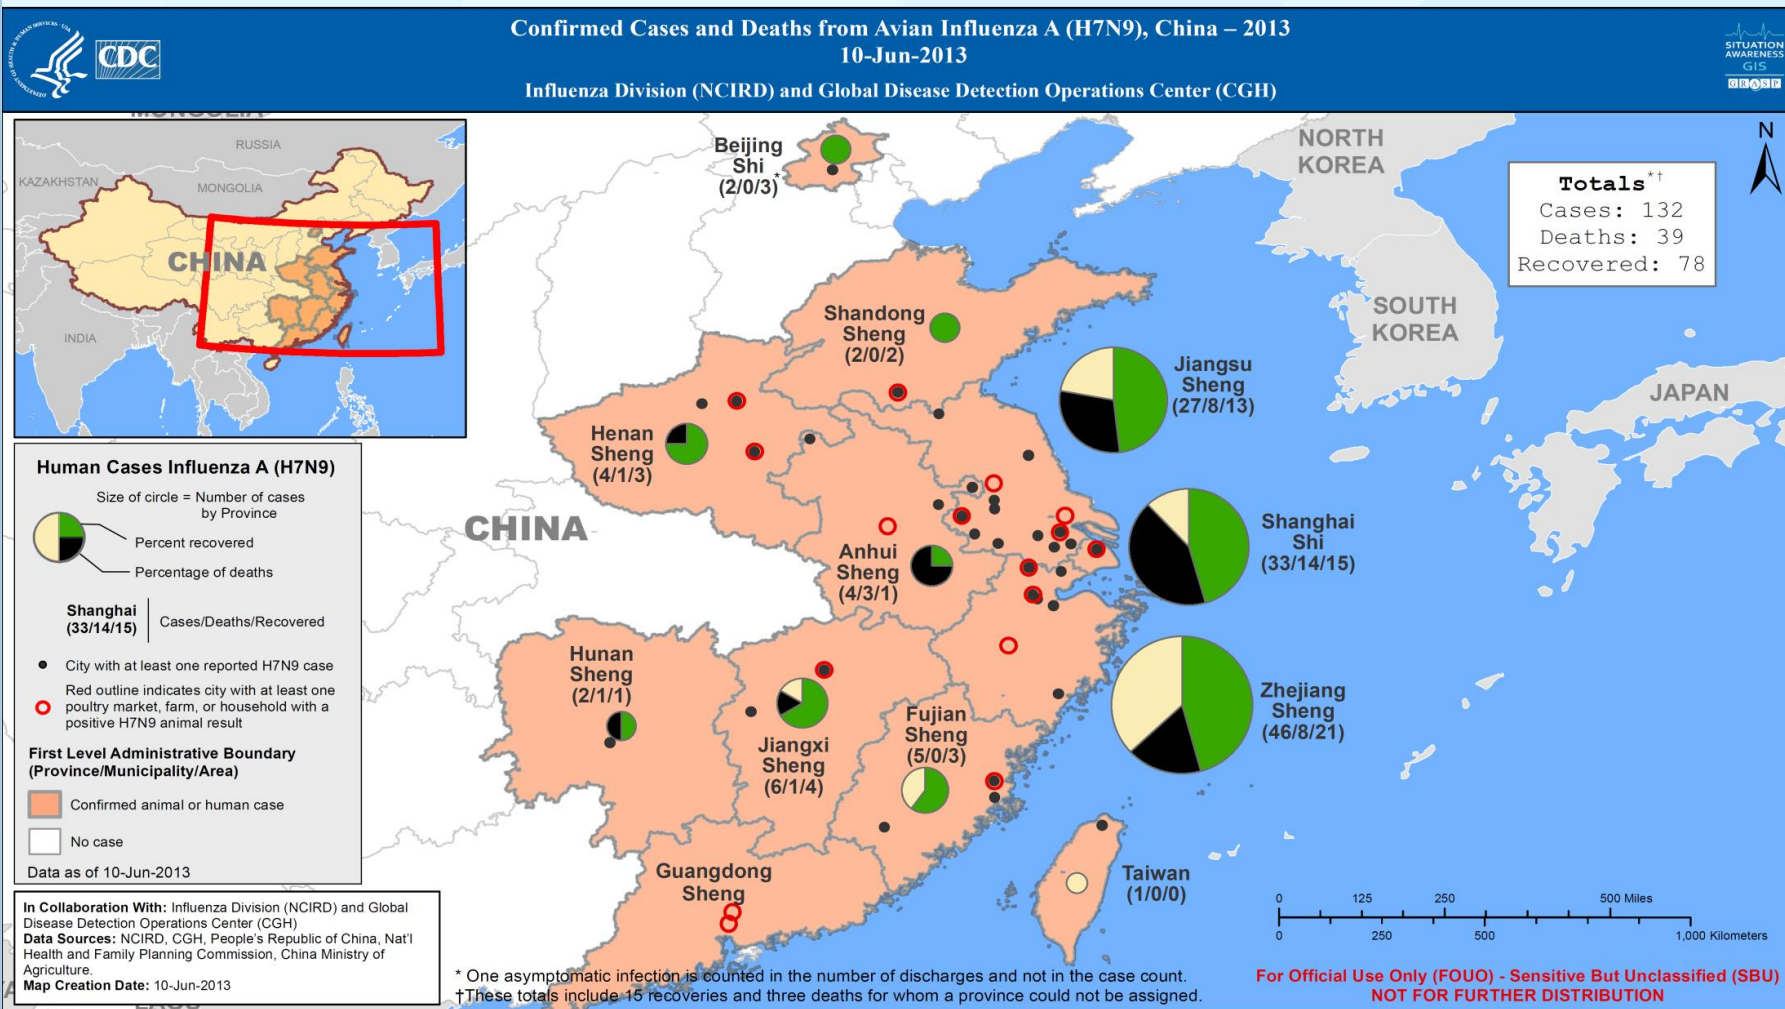 Confirmed Cases and Deaths from Avian Influenza A (H7N9), China – 2013
10-Jun-2013
Influenza Division (NCIRD) and Global Disease Detection Operations Center (CGH)
CDC
SITUATION
AWARENESS
GIS
GRASP
MONGOLIA
RUSSIA
KAZAKHSTAN
MONGOLIA
CHINA
INDIA
Beijing
Shi
(2/0/3)*
NORTH
KOREA
N
Totals*†
Cases: 132
Deaths: 39
Recovered: 78
SOUTH
KOREA
JAPAN
Shandong
Sheng
(2/0/2)
Jiangsu
Sheng
(27/8/13)
Henan
Sheng
(4/1/3)
CHINA
Anhui
Sheng
(4/3/1)
Shanghai
Shi
(33/14/15)
Hunan
Sheng
(2/1/1)
Jiangxi
Sheng
(6/1/4)
Fujian
Sheng
(5/0/3)
Zhejiang
Sheng
(46/8/21)
Guangdong
Sheng
Taiwan
(1/0/0)
Human Cases Influenza A (H7N9)
Size of circle = Number of cases
by Province
Percent recovered
Percentage of deaths
Shanghai
(33/14/15)
Cases/Deaths/Recovered
City with at least one reported H7N9 case
Red outline indicates city with at least one
poultry market, farm, or household with a
positive H7N9 animal result
First Level Administrative Boundary
(Province/Municipality/Area)
Confirmed animal or human case
No case
Data as of 10-Jun-2013
In Collaboration With: Influenza Division (NCIRD) and Global
Disease Detection Operations Center (CGH)
Data Sources: NCIRD, CGH, People's Republic of China, Nat'l
Health and Family Planning Commission, China Ministry of
Agriculture.
Map Creation Date: 10-Jun-2013
0 125 250 500 Miles
0 250 500 1,000 Kilometers
* One asymptomatic infection is counted in the number of discharges and not in the case count.
†These totals include 15 recoveries and three deaths for whom a province could not be assigned.
For Official Use Only (FOUO) - Sensitive But Unclassified (SBU)
NOT FOR FURTHER DISTRIBUTION